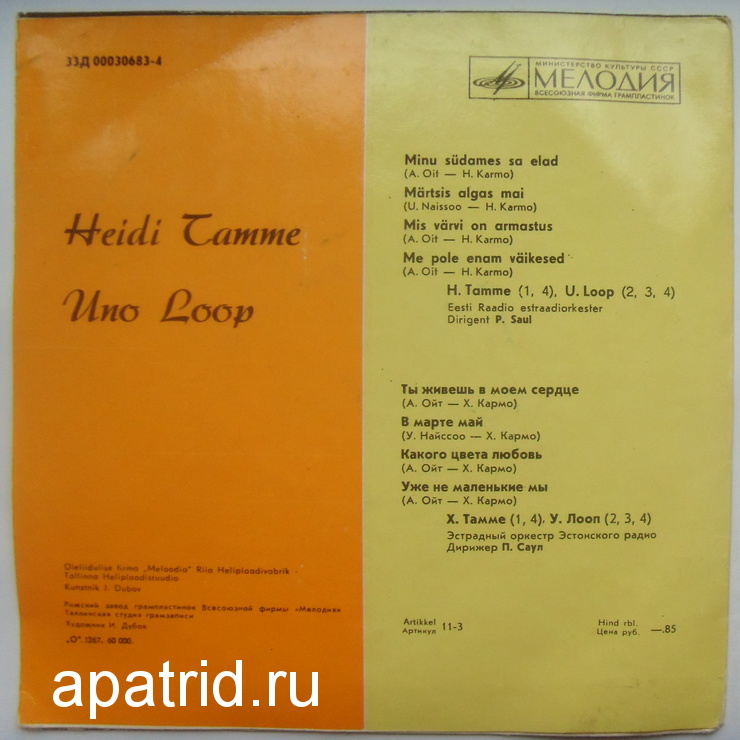 33Д 00030683-4
Heidi Tamme
Uno Loop
Üleliidulise firma „Meloodia" Riia Heliplaadivabrik
Tallinna Heliplaadistuudio
Kunstnik J. Dubov
Рижский завод грампластинок Всесоюзной фирмы «Мелодия»
Таллинская студия грамзаписи
Художник И. Дубов
„О". 1267. 60 000.
МИНИСТЕРСТВО КУЛЬТУРЫ СССР
МЕЛОДИЯ
ВСЕСОЮЗНАЯ ФИРМА ГРАМПЛАСТИНОК
Minu südames sa elad
(A. Oit — H. Karmo)
Märtsis algas mai
(U. Naissoo — H. Karmo)
Mis värvi on armastus
(A. Oit — H. Karmo)
Me pole enam väikesed
(A. Oit — H. Karmo)
H. Tamme (1, 4), U. Loop (2, 3, 4)
Eesti Raadio estraadiorkester
Dirigent P. Saul
Ты живешь в моем сердце
(А. Ойт — Х. Кармо)
В марте май
(У. Найссоо — Х. Кармо)
Какого цвета любовь
(А. Ойт — Х. Кармо)
Уже не маленькие мы
(А. Ойт — Х. Кармо)
Х. Тамме (1, 4), У. Лооп (2, 3, 4)
Эстрадный оркестр Эстонского радио
Дирижер П. Саул
Artikkel
Артикул 11-3
Hind rbl.
Цена руб. —.85
apatrid.ru